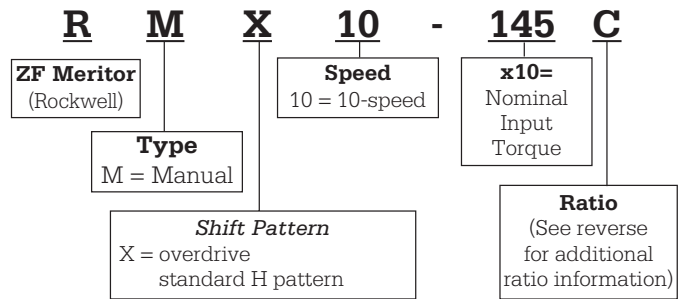 R M X 10 - 145 C
ZF Meritor
(Rockwell)
Type
M = Manual
Shift Pattern
X = overdrive
standard H pattern
Speed
10 = 10-speed
x10=
Nominal
Input
Torque
Ratio
(See reverse
for additional
ratio information)